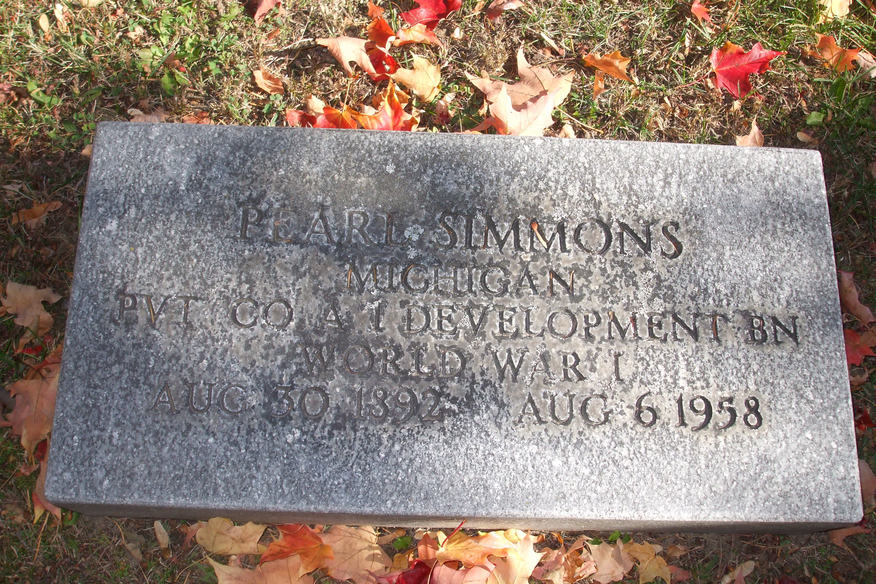 PEARL SIMMONS
MICHIGAN
PVT CO A 1 DEVELOPMENT BN
WORLD WAR I
AUG 30 1892 AUG 6 1958